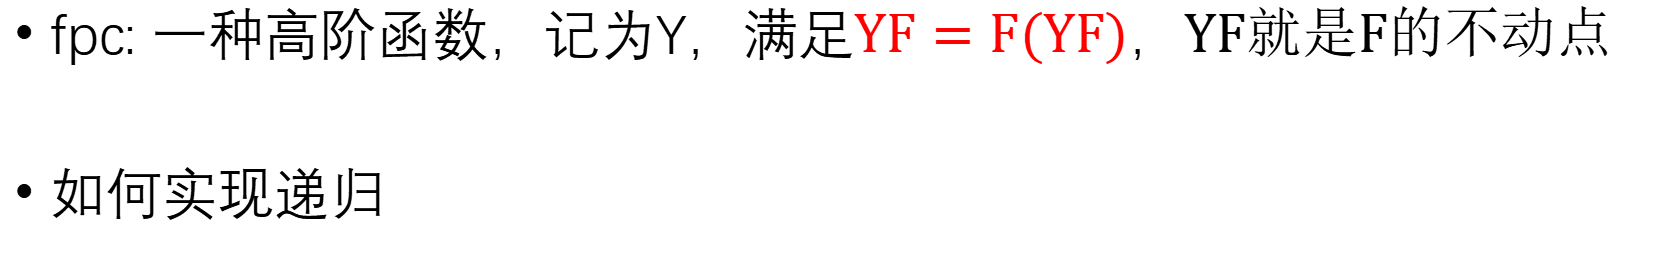 • fpc: 一种高阶函数，记为Y，满足YF = F(YF)，YF就是F的不动点
• 如何实现递归